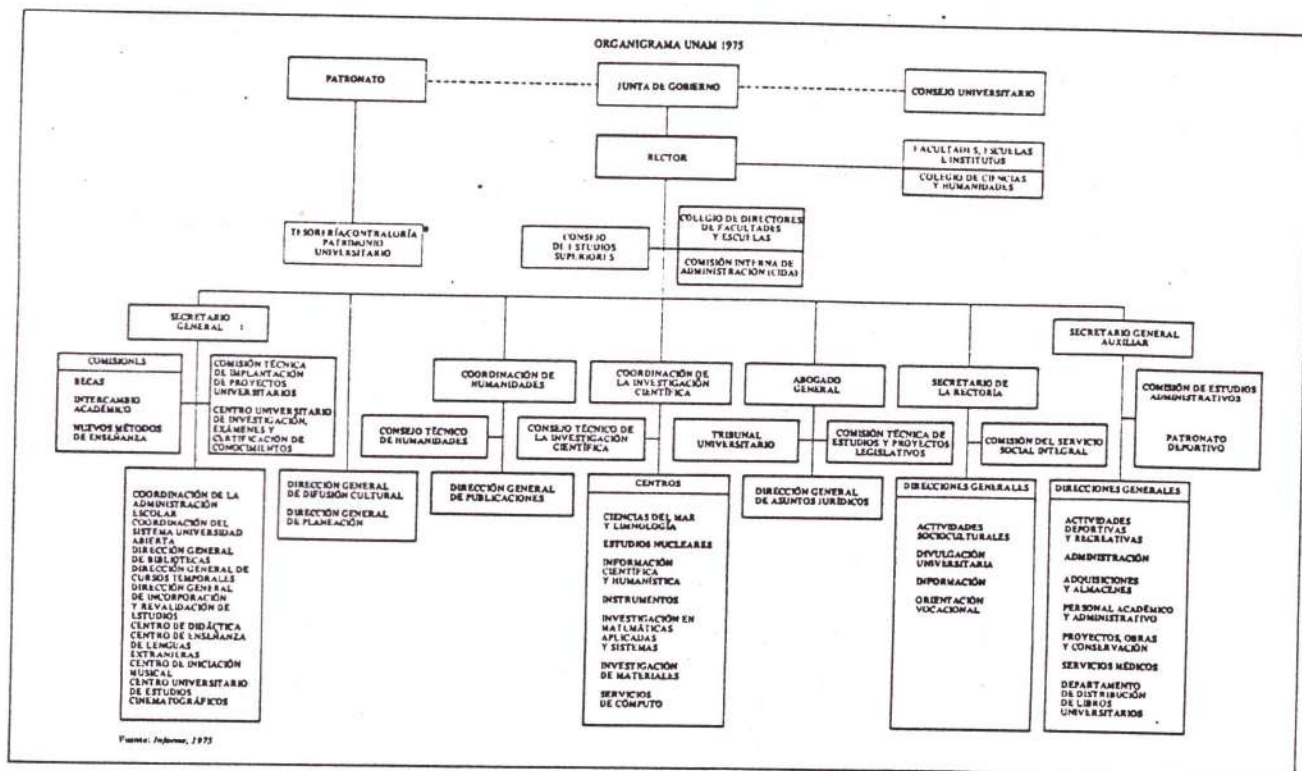 ORGANIGRAMA UNAM 1975
PATRONATO
JUNTA DE GOBIERNO
CONSEJO UNIVERSITARIO
RECTOR
FACULTADES, ESCUELAS
E INSTITUTOS
COLEGIO DE CIENCIAS
Y HUMANIDADES
TESORERÍA CONTRALORÍA
PATRIMONIO
UNIVERSITARIO
CONSEJO
DE ESTUDIOS
SUPERIORES
COLEGIO DE DIRECTORES
DE FACULTADES
Y ESCUELAS
COMISIÓN INTERNA DE
ADMINISTRACIÓN (CIDA)
SECRETARIO
GENERAL
SECRETARIO GENERAL
AUXILIAR
COMISIONES
BECAS
INTERCAMBIO
ACADÉMICO
NUEVOS MÉTODOS
DE ENSEÑANZA
COMISIÓN TÉCNICA
DE IMPLANTACIÓN
DE PROYECTOS
UNIVERSITARIOS
CENTRO UNIVERSITARIO
DE INVESTIGACIÓN,
EXÁMENES Y
CERTIFICACIÓN DE
CONOCIMIENTOS
COORDINACIÓN DE
HUMANIDADES
COORDINACIÓN DE
LA INVESTIGACIÓN
CIENTÍFICA
ABOGADO
GENERAL
SECRETARIO DE
LA RECTORÍA
COMISIÓN DE ESTUDIOS
ADMINISTRATIVOS
PATRONATO
DEPORTIVO
CONSEJO TÉCNICO
DE HUMANIDADES
CONSEJO TÉCNICO DE
LA INVESTIGACIÓN
CIENTÍFICA
TRIBUNAL
UNIVERSITARIO
COMISIÓN TÉCNICA DE
ESTUDIOS Y PROYECTOS
LEGISLATIVOS
COMISIÓN DEL SERVICIO
SOCIAL INTEGRAL
COORDINACIÓN DE LA
ADMINISTRACIÓN
ESCOLAR
COORDINACIÓN DEL
SISTEMA UNIVERSIDAD
ABIERTA
DIRECCIÓN GENERAL
DE BIBLIOTECAS
DIRECCIÓN GENERAL DE
CURSOS TEMPORALES
DIRECCIÓN GENERAL
DE INCORPORACIÓN
Y REVALIDACIÓN DE
ESTUDIOS
CENTRO DE DIDÁCTICA
CENTRO DE ENSEÑANZA
DE LENGUAS
EXTRANJERAS
CENTRO DE INICIACIÓN
MUSICAL
CENTRO UNIVERSITARIO
DE ESTUDIOS
CINEMATOGRÁFICOS
DIRECCIÓN GENERAL
DE DIFUSIÓN CULTURAL
DIRECCIÓN GENERAL
DE PLANEACIÓN
DIRECCIÓN GENERAL
DE PUBLICACIONES
CENTROS
CIENCIAS DEL MAR
Y LIMNOLOGÍA
ESTUDIOS NUCLEARES
INFORMACIÓN
CIENTÍFICA
Y HUMANÍSTICA
INSTRUMENTOS
INVESTIGACIÓN EN
MATEMÁTICAS
APLICADAS
Y SISTEMAS
INVESTIGACIÓN
DE MATERIALES
SERVICIOS
DE CÓMPUTO
DIRECCIÓN GENERAL
DE ASUNTOS JURÍDICOS
DIRECCIONES GENERALES
ACTIVIDADES
SOCIOCULTURALES
DIVULGACIÓN
UNIVERSITARIA
INFORMACIÓN
ORIENTACIÓN
VOCACIONAL
DIRECCIONES GENERALES
ACTIVIDADES
DEPORTIVAS
Y RECREATIVAS
ADMINISTRACIÓN
ADQUISICIONES
Y ALMACENES
PERSONAL ACADÉMICO
Y ADMINISTRATIVO
PROYECTOS, OBRAS
Y CONSERVACIÓN
SERVICIOS MÉDICOS
DEPARTAMENTO
DE DISTRIBUCIÓN
DE LIBROS
UNIVERSITARIOS
Fuente: Informe, 1975